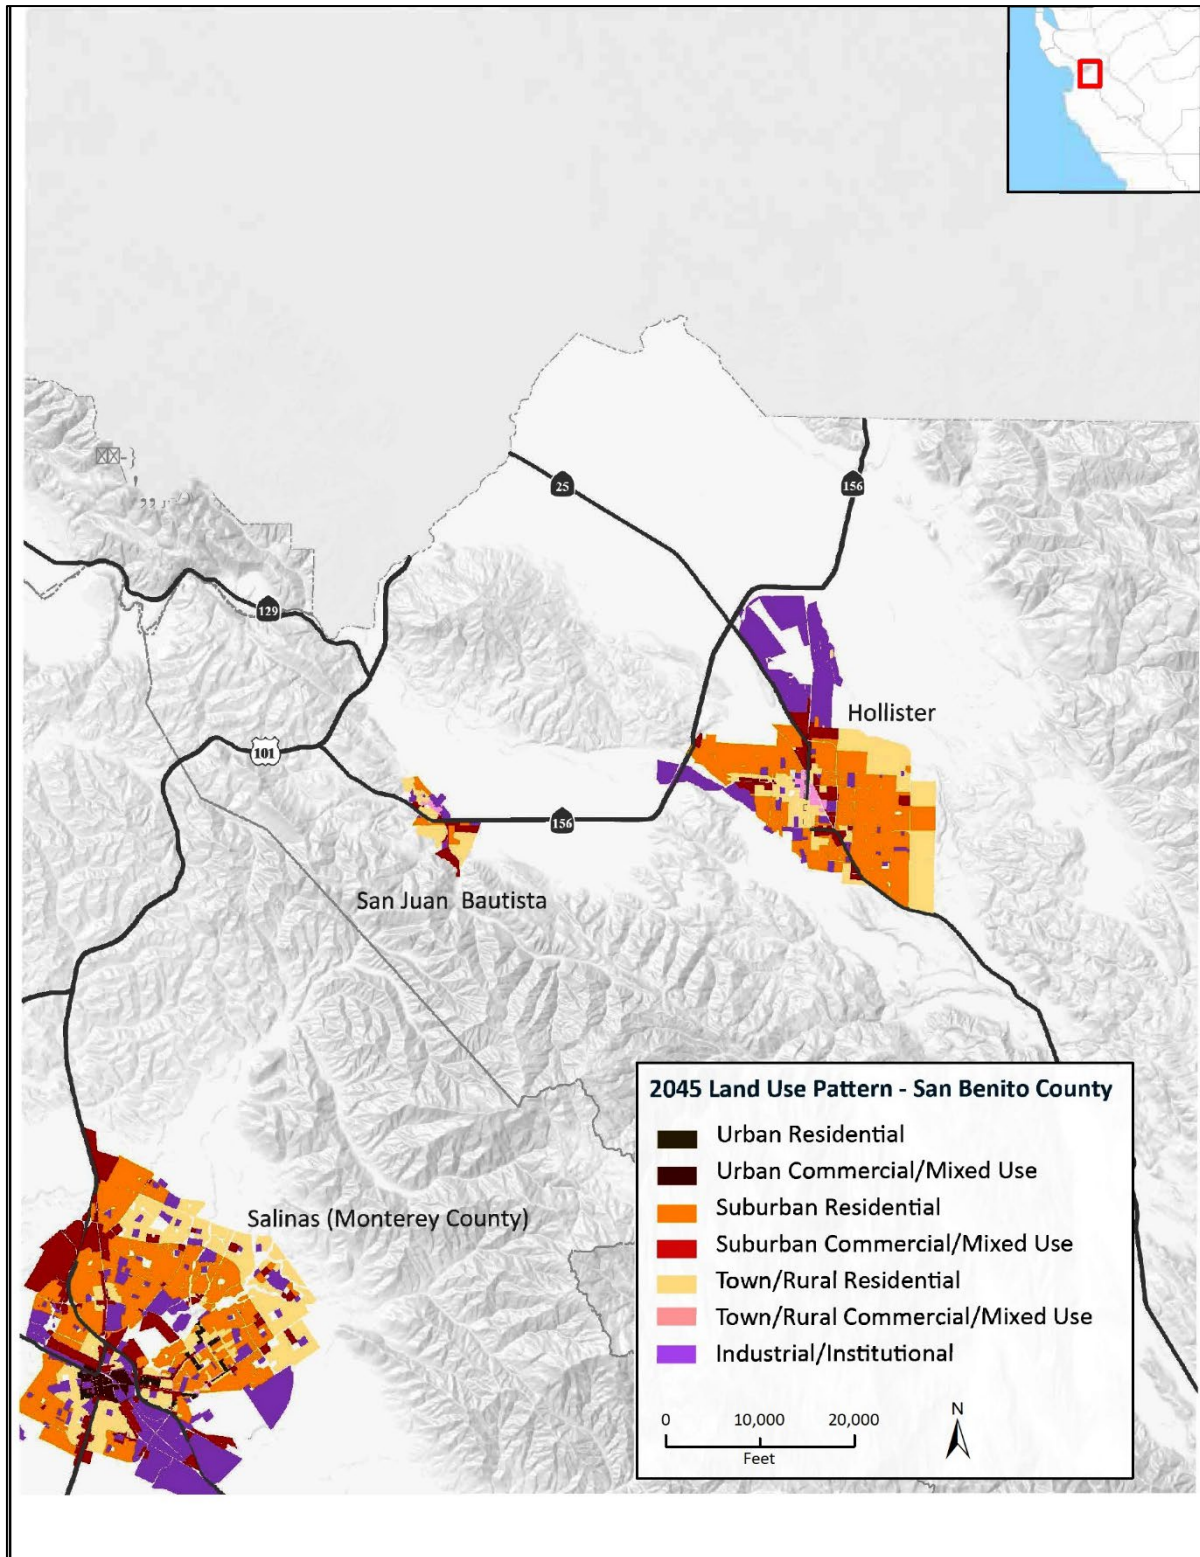 25
156
129
Hollister
101
156
San Juan Bautista
2045 Land Use Pattern - San Benito County
Urban Residential
Urban Commercial/Mixed Use
Salinas (Monterey County)
Suburban Residential
Suburban Commercial/Mixed Use
Town/Rural Residential
Town/Rural Commercial/Mixed Use
Industrial/Institutional
N
0 10,000 20,000
Feet